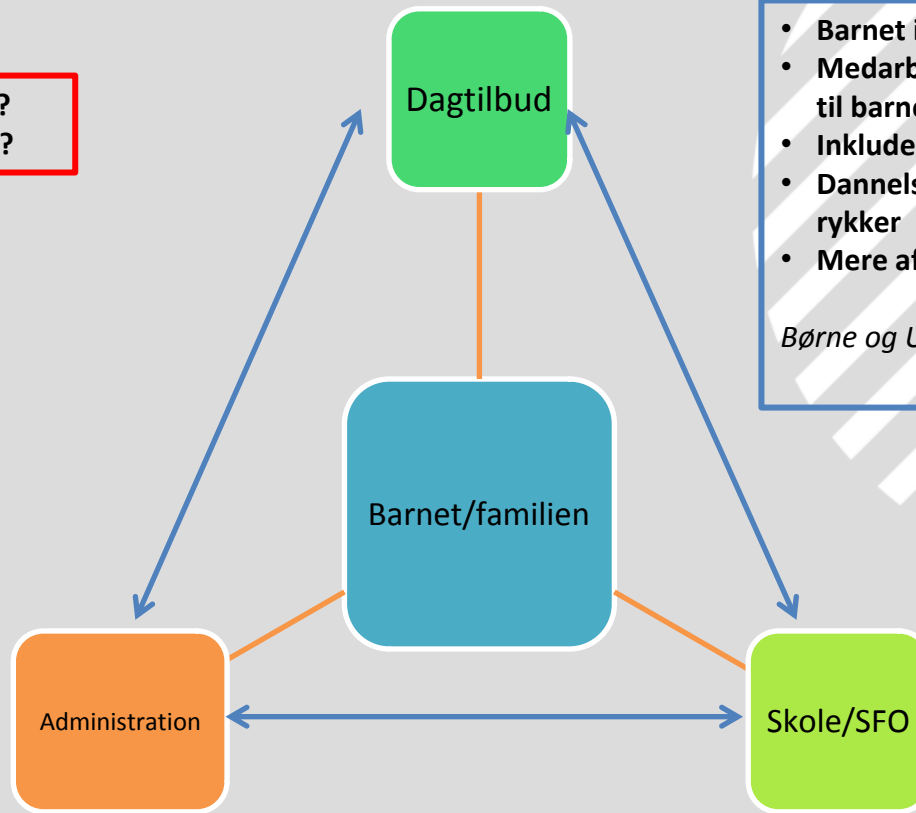 ?
?
Dagtilbud
• Barnet i
• Medarb
til barne
• Inklude
• Dannels
rykker
• Mere af
Børne og U
Barnet/familien
Administration
Skole/SFO